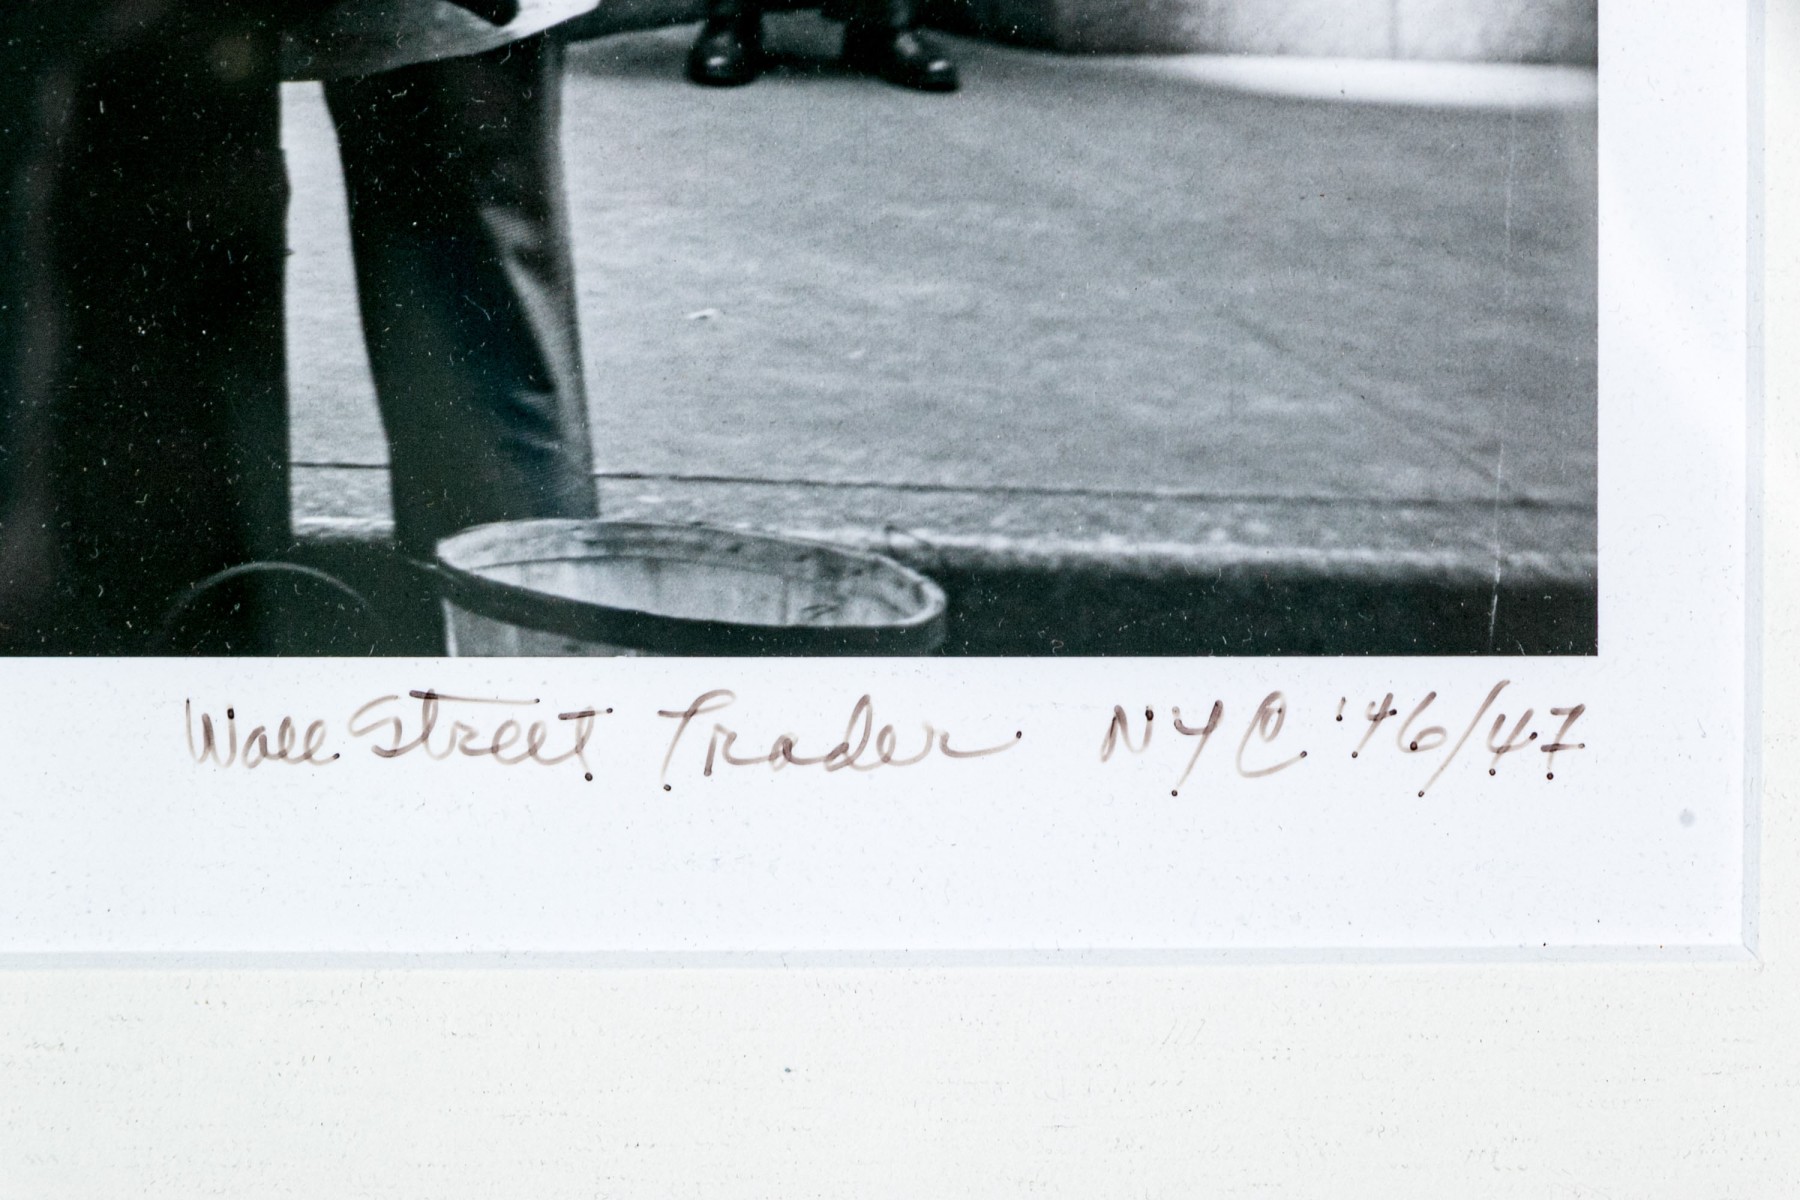 Wall Street Trader NYC '46/47